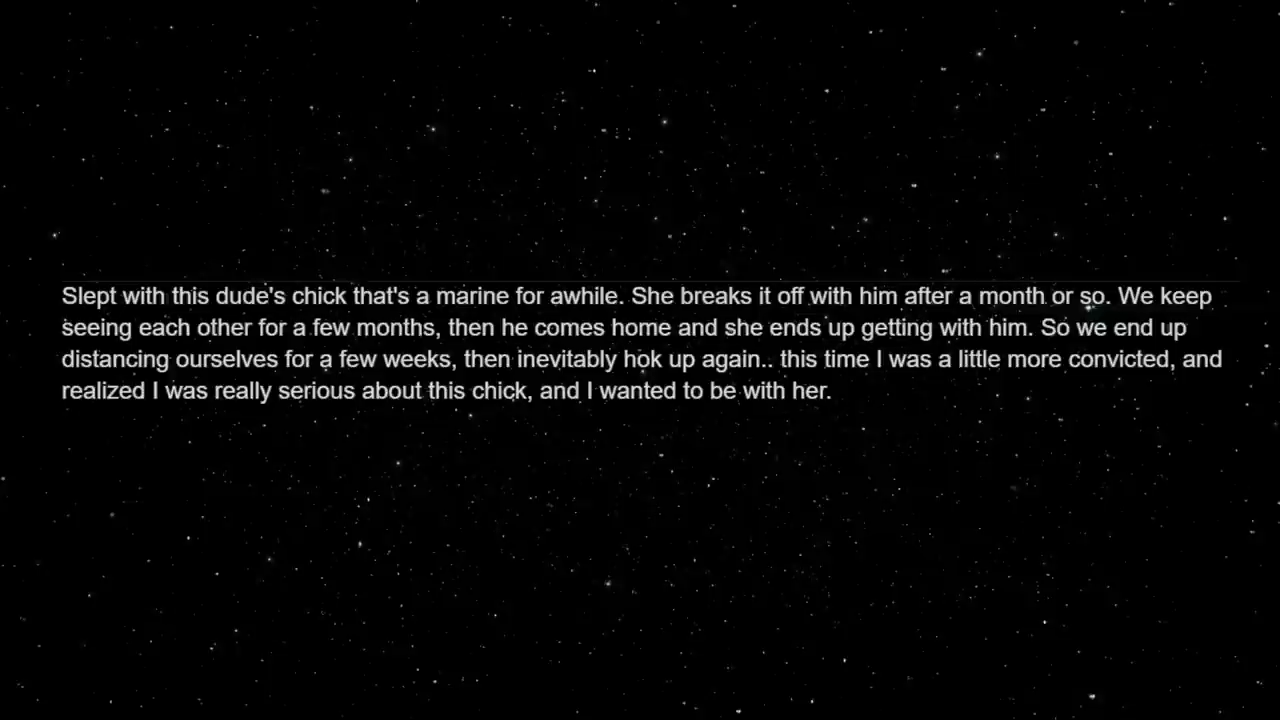 Slept with this dude's chick that's a marine for awhile. She breaks it off with him after a month or so. We keep
seeing each other for a few months, then he comes home and she ends up getting with him. So we end up
distancing ourselves for a few weeks, then inevitably hok up again.. this time I was a little more convicted, and
realized I was really serious about this chick, and I wanted to be with her.